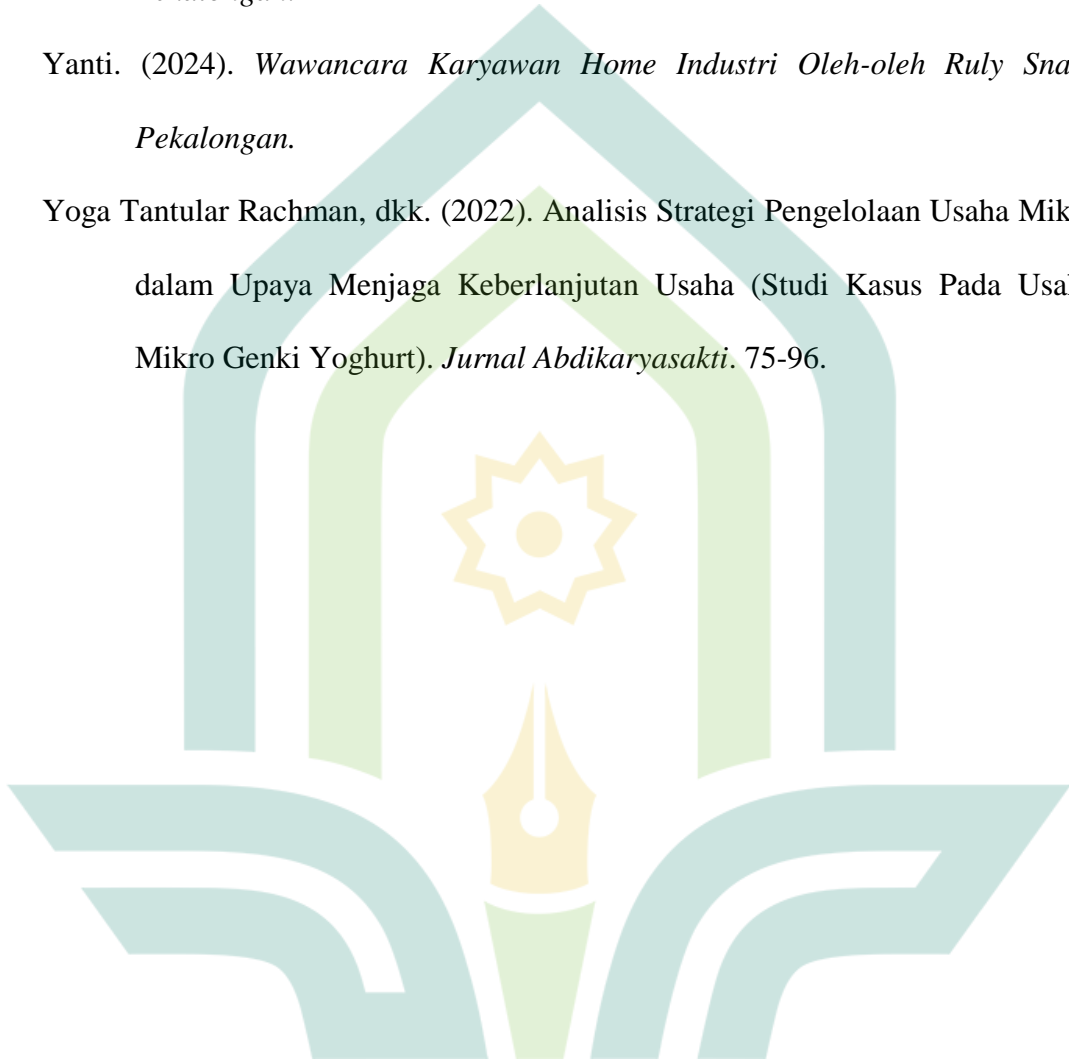 Yanti. (2024). Wawancara Karyawan Home Industri Oleh-oleh Ruly
Pekalongan.
Yoga Tantular Rachman, dkk. (2022). Analisis Strategi Pengelolaan Usaha
dalam Upaya Menjaga Keberlanjutan Usaha (Studi Kasus Pada
Mikro Genki Yoghurt). Jurnal Abdikaryasakti. 75-96.